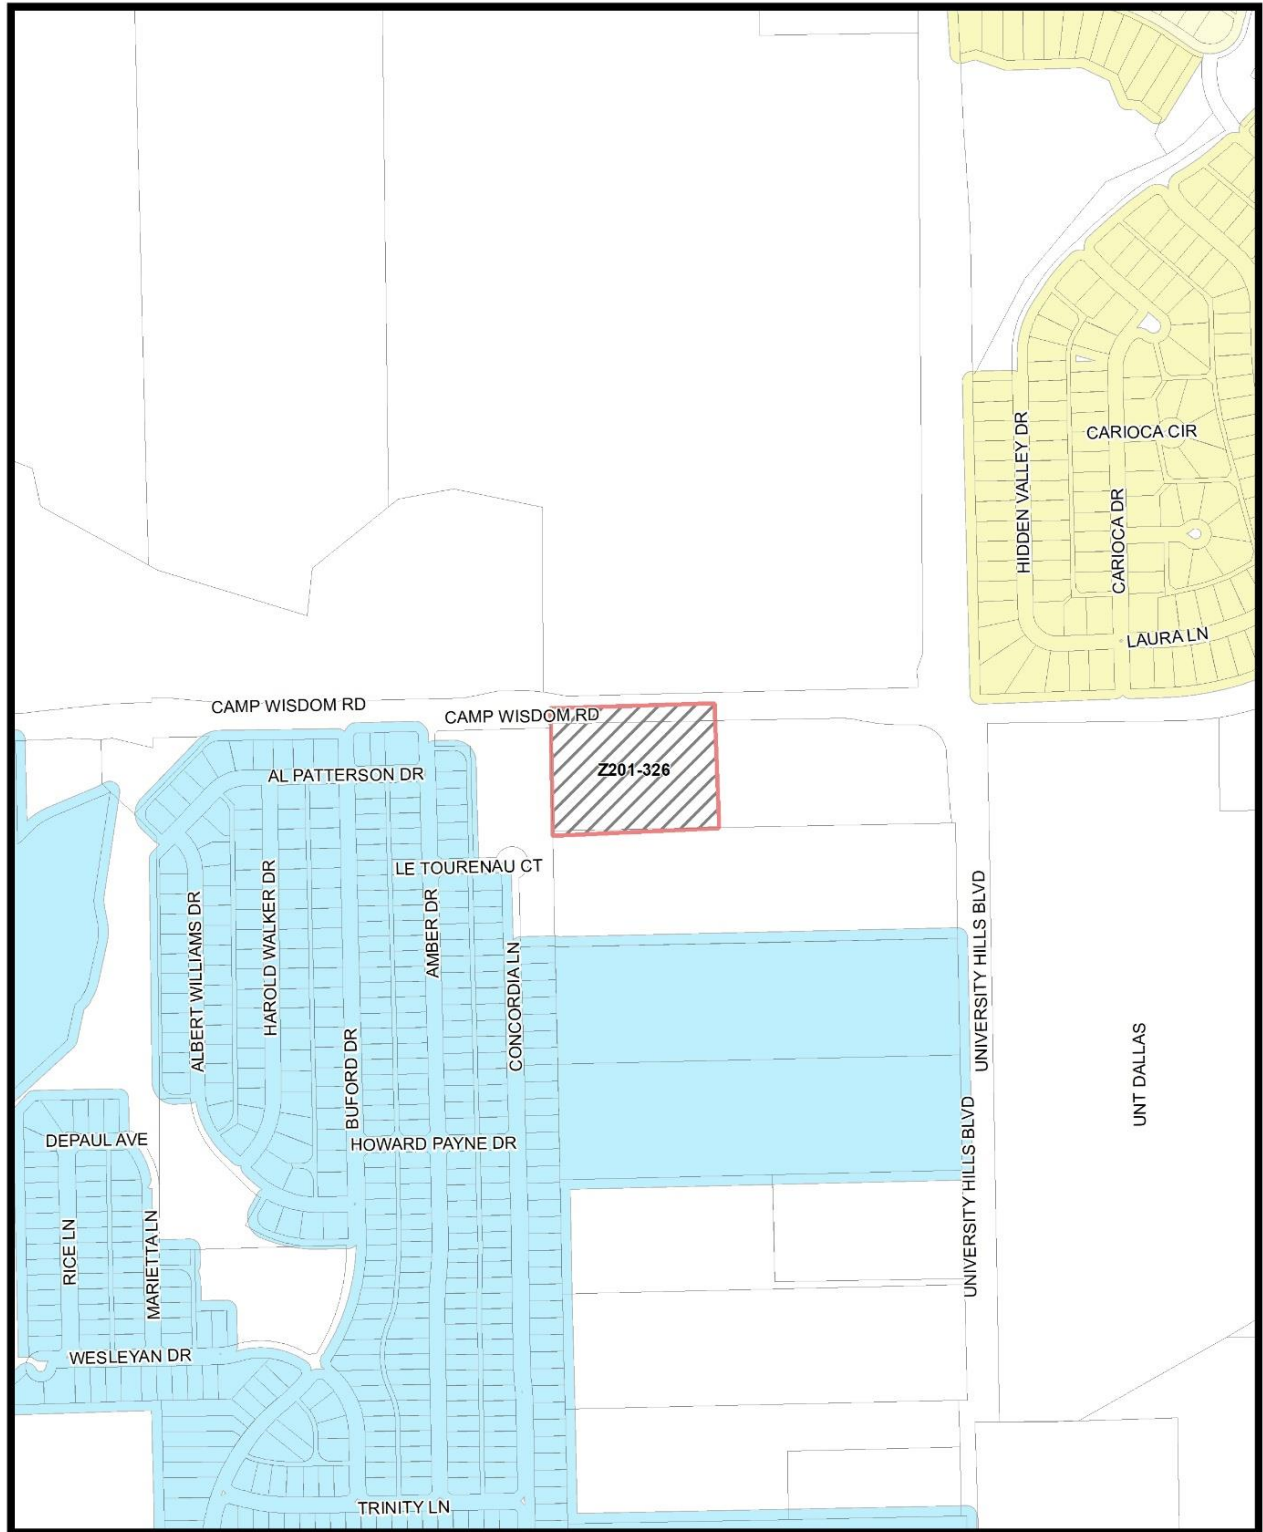 CARIOCA CIR
HIDDEN VALLEY DR
CARIOCA DR
LAURA LN
CAMP WISDOM RD
CAMP WISDOM RD
Z201-326
AL PATTERSON DR
LE TOURENAU CT
ALBERT WILLIAMS DR
HAROLD WALKER DR
AMBER DR
CONCORDIA LN
UNIVERSITY HILLS BLVD
BUFORD DR
UNT DALLAS
DEPAUL AVE
HOWARD PAYNE DR
UNIVERSITY HILLS BLVD
RICE LN
MARIETTA LN
WESLEYAN DR
TRINITY LN